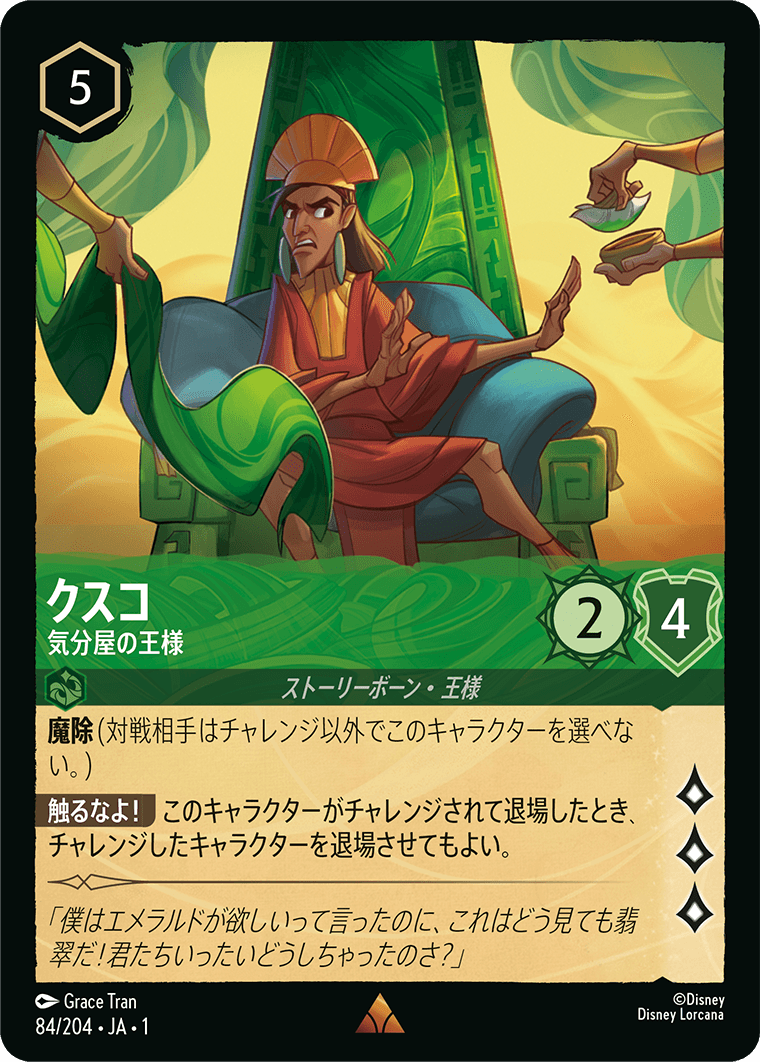 5
クスコ
気分屋の王様
2
4
ストーリーボーン・王様
魔除(対戦相手はチャレンジ以外でこのキャラクターを選べな
い。)
触るなよ! このキャラクターがチャレンジされて退場したとき、
チャレンジしたキャラクターを退場させてもよい。
「僕はエメラルドが欲しいって言ったのに、これはどう見ても翡
翠だ!君たちいったいどうしちゃったのさ?」
Grace Tran
©Disney
84/204・JA・1
Disney Lorcana